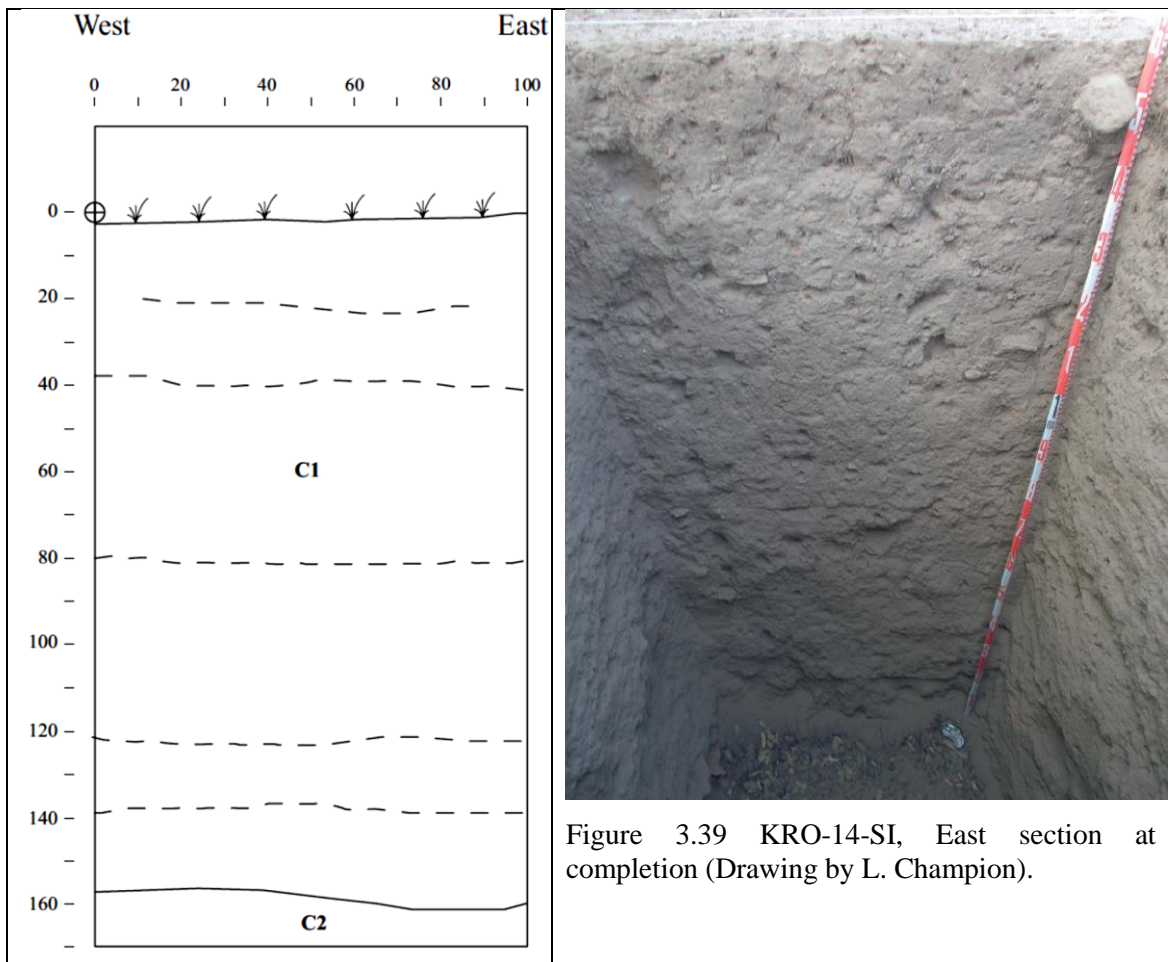 West East
0 20 40 60 80 100
0
20
40
C1
60
80
100
120
140
160
C2
Figure 3.39 KRO-14-SI, East section at
completion (Drawing by L. Champion).